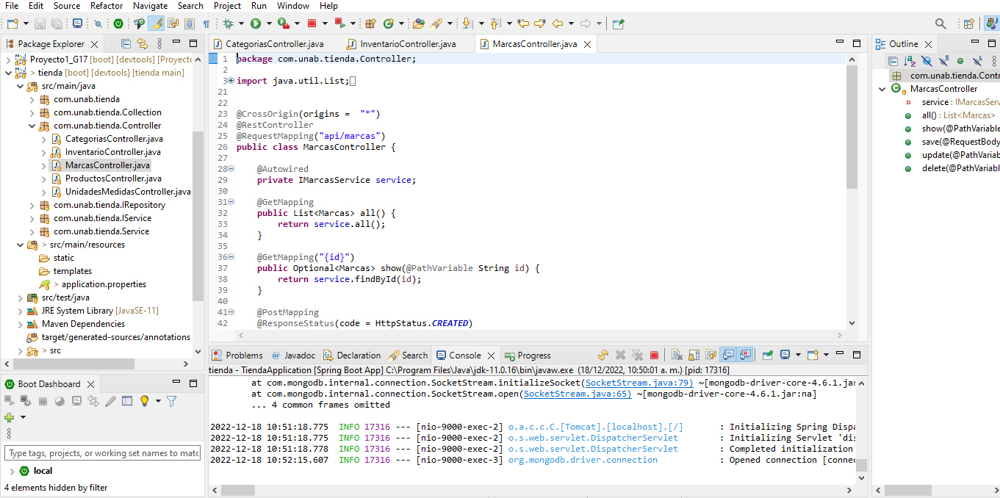 File Edit Source Refactor Navigate Search Project Run Window Help
Package Explorer
Proyecto1_G17 [boot] [devtools] [Proyecto
> tienda [boot] [devtools] [tienda main]
src/main/java
com.unab.tienda
com.unab.tienda.Collection
com.unab.tienda.Controller
CategoriasController.java
InventarioController.java
MarcasController.java
ProductosController.java
UnidadesMedidasController.java
com.unab.tienda.IRepository
com.unab.tienda.IService
com.unab.tienda.Service
> src/main/resources
static
templates
> application.properties
src/test/java
JRE System Library [JavaSE-11]
Maven Dependencies
target/generated-sources/annotations
> src
Boot Dashboard
Type tags, projects, or working set names to matc
local
4 elements hidden by filter
CategoriasController.java InventarioController.java MarcasController.java
1 package com.unab.tienda.Controller;
2
3 import java.util.List;
21
22
23 @CrossOrigin(origins = "*")
24 @RestController
25 @RequestMapping("api/marcas")
26 public class MarcasController {
27
28 @Autowired
29 private IMarcasService service;
30
31 @GetMapping
32 public List<Marcas> all() {
33 return service.all();
34 }
35
36 @GetMapping("{id}")
37 public Optional<Marcas> show(@PathVariable String id) {
38 return service.findById(id);
39 }
40
41 @PostMapping
42 @ResponseStatus(code = HttpStatus.CREATED)
Problems @ Javadoc Declaration Search Console Progress
tienda - TiendaApplication [Spring Boot App] C:\Program Files\Java\jdk-11.0.16\bin\javaw.exe (18/12/2022, 10:50:01 a. m.) [pid: 17316]
at com.mongodb.internal.connection.SocketStream.initializeSocket(SocketStream.java:79) ~[mongodb-driver-core-4.6.1.jar
at com.mongodb.internal.connection.SocketStream.open(SocketStream.java:65) ~[mongodb-driver-core-4.6.1.jar:na]
... 4 common frames omitted
2022-12-18 10:51:18.775 INFO 17316 --- [nio-9000-exec-2] o.a.c.c.C.[Tomcat].[localhost].[/] : Initializing Spring Dispa
2022-12-18 10:51:18.775 INFO 17316 --- [nio-9000-exec-2] o.s.web.servlet.DispatcherServlet : Initializing Servlet 'dis
2022-12-18 10:51:18.778 INFO 17316 --- [nio-9000-exec-2] o.s.web.servlet.DispatcherServlet : Completed initialization
2022-12-18 10:52:15.607 INFO 17316 --- [nio-9000-exec-3] org.mongodb.driver.connection : Opened connection [connec
Outline
com.unab.tienda.Contr
MarcasController
service : IMarcasServ
all() : List<Marcas>
show(@PathVariable
save(@RequestBody
update(@PathVariab
delete(@PathVariabl